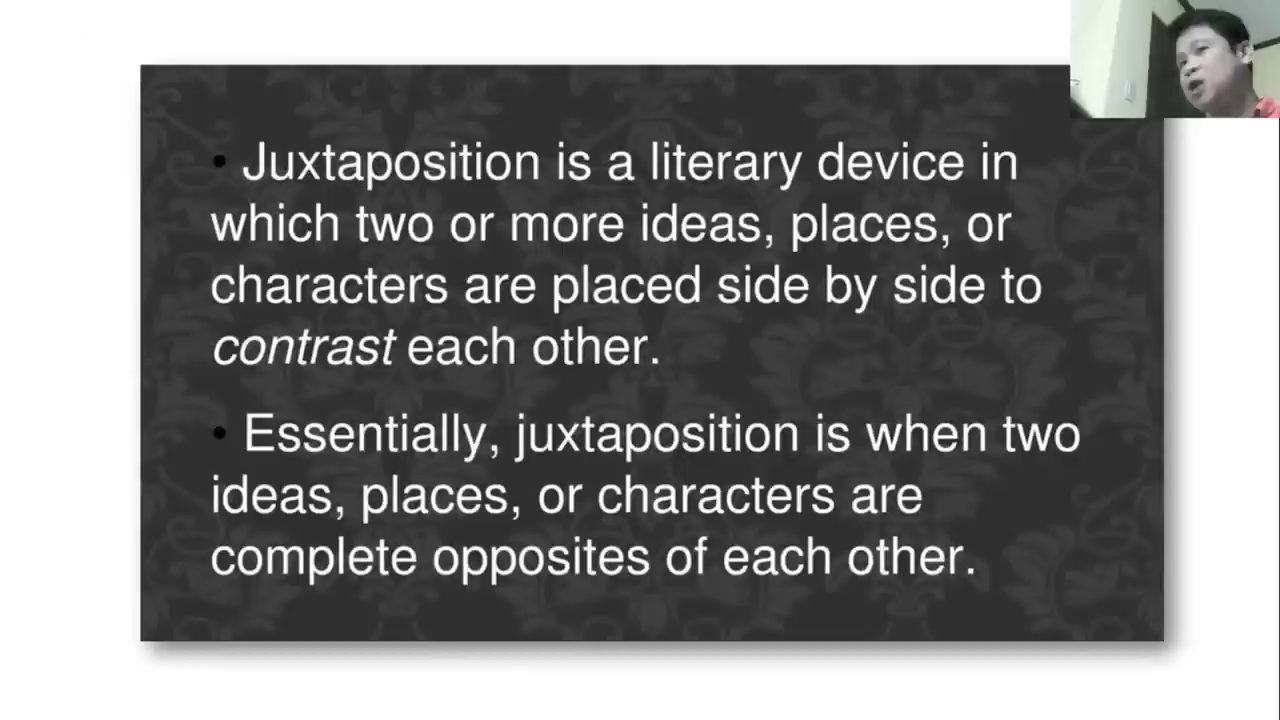 • Juxtaposition is a literary device in
which two or more ideas, places, or
characters are placed side by side to
contrast each other.
• Essentially, juxtaposition is when two
ideas, places, or characters are
complete opposites of each other.